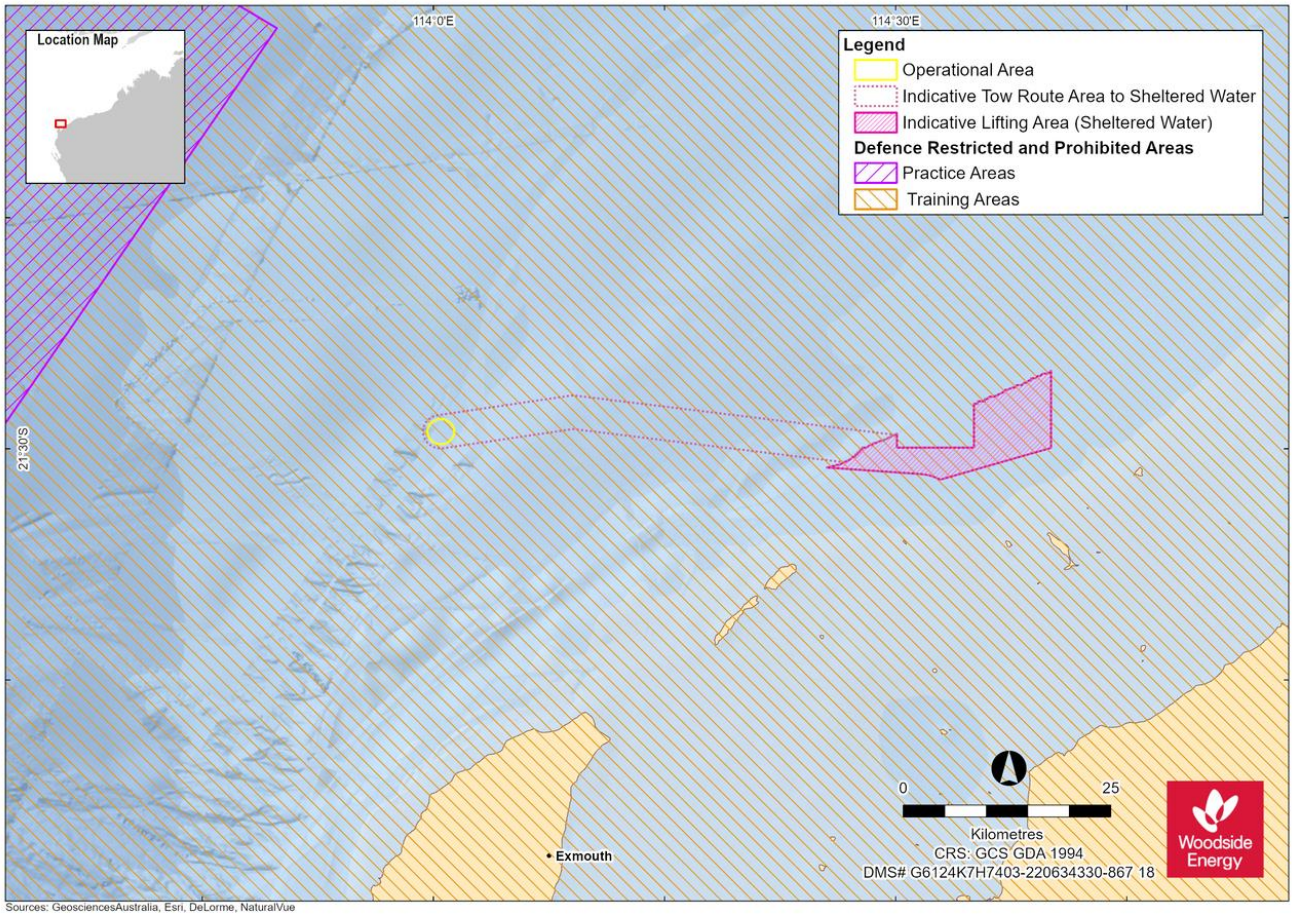 114°0'E
114°30'E
Location Map
Legend
Operational Area
Indicative Tow Route Area to Sheltered Water
Indicative Lifting Area (Sheltered Water)
Defence Restricted and Prohibited Areas
Practice Areas
Training Areas
21°30'S
0 25
Kilometres
CRS: GCS GDA 1994
DMS# G6124K7H7403-220634330-867 18
Woodside
Energy
Exmouth
Sources: GeosciencesAustralia, Esri, DeLorme, NaturalVue